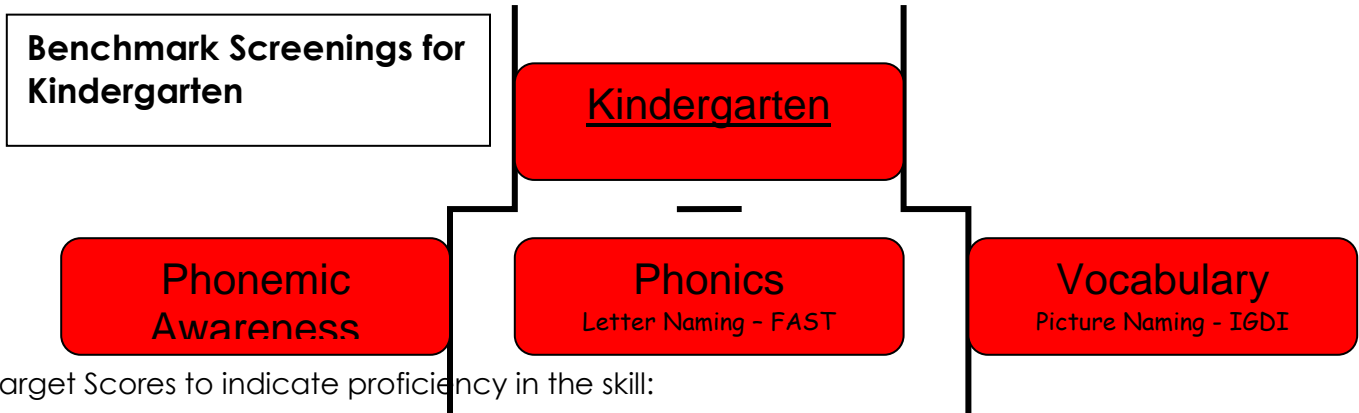 Benchmark Screenings for
Kindergarten
Kindergarten
Phonemic
Awareness
Phonics
Letter Naming – FAST
Vocabulary
Picture Naming - IGDI
arget Scores to indicate proficiency in the skill: